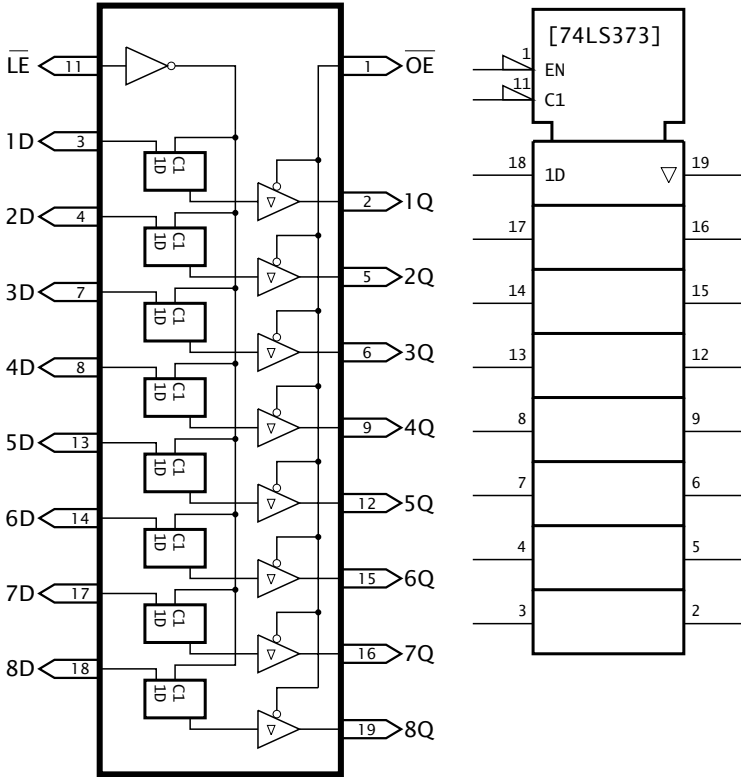 LE 11 1 OE
1D 3 1D C1 2 1Q
2D 4 1D C1 5 2Q
3D 7 1D C1 6 3Q
4D 8 1D C1 9 4Q
5D 13 1D C1 12 5Q
6D 14 1D C1 15 6Q
7D 17 1D C1 16 7Q
8D 18 1D C1 19 8Q
[74LS373]
1 EN
11 C1
18 1D 19
17 16
14 15
13 12
8 9
7 6
4 5
3 2